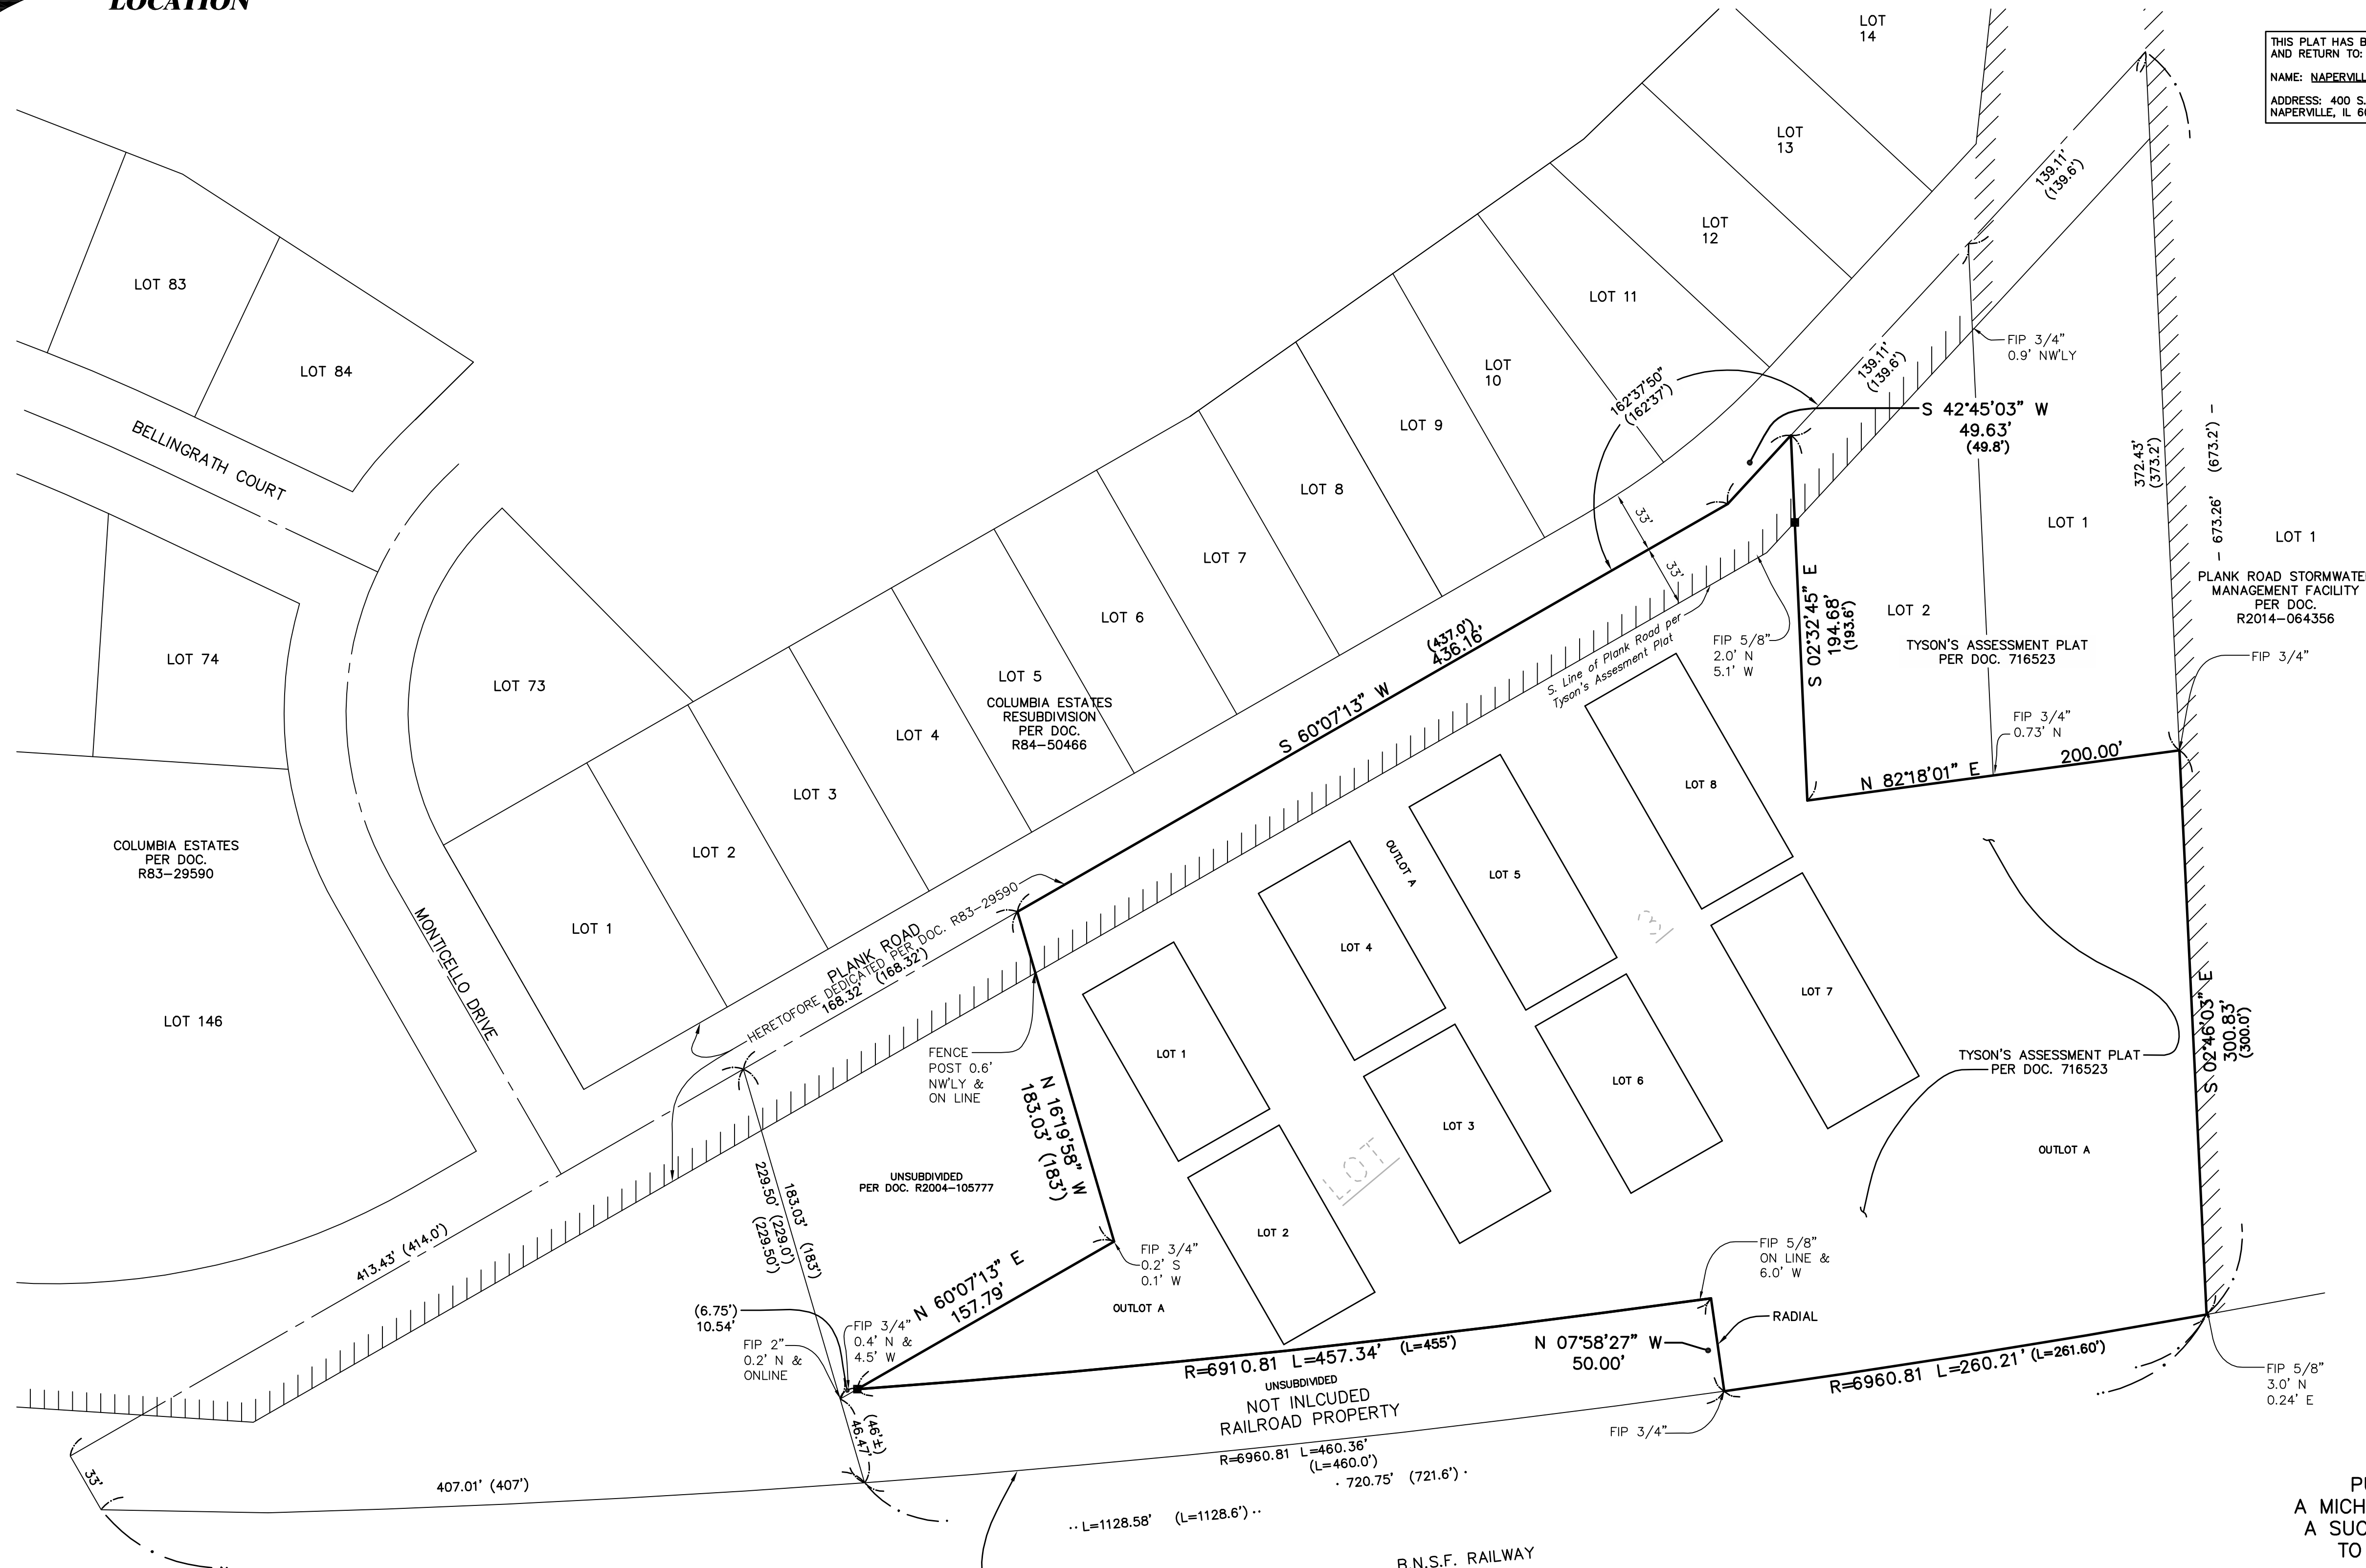 LOCATION
LOT
14
THIS PLAT HAS B
AND RETURN TO:
NAME: NAPERVILL
ADDRESS: 400 S.
NAPERVILLE, IL 60
LOT
13
139.11'
(139.6')
LOT
12
LOT 83
LOT 11
LOT 84
LOT
10
FIP 3/4"
0.9' NW'LY
139.11'
(139.6')
162°37'50"
(162°37')
S 42°45'03" W
49.63'
(49.8')
LOT 9
BELLINGRATH COURT
372.43'
(373.2')
673.26' (673.2')
LOT 8
33'
33'
LOT 1
LOT 1
LOT 7
PLANK ROAD STORMWATE
MANAGEMENT FACILITY
PER DOC.
R2014-064356
LOT 6
LOT 2
S 02°32'45" E
194.68'
(193.6')
FIP 5/8"
2.0' N
5.1' W
(437.0')
436.16'
S 60°07'13" W
S. Line of Plank Road per
Tyson's Assesment Plat
TYSON'S ASSESSMENT PLAT
PER DOC. 716523
FIP 3/4"
LOT 74
LOT 73
LOT 5
COLUMBIA ESTATES
RESUBDIVISION
PER DOC.
R84-50466
LOT 4
FIP 3/4"
0.73' N
N 82°18'01" E 200.00'
LOT 3
LOT 8
COLUMBIA ESTATES
PER DOC.
R83-29590
LOT 2
OUTLOT A
LOT 5
LOT 1
MONTICELLO DRIVE
PLANK ROAD
HERETOFORE DEDICATED PER DOC. R83-29590
168.32' (168.32')
LOT 4
3
LOT 7
LOT 146
S 02°46'03" E
300.83'
(300.0')
FENCE
POST 0.6'
NW'LY &
ON LINE
LOT 1
N 16°19'58" W
183.03' (183')
TYSON'S ASSESSMENT PLAT
PER DOC. 716523
LOT 6
LOT 3
OUTLOT A
LOT
UNSUBDIVIDED
PER DOC. R2004-105777
183.03' (183')
229.50' (229.0')
(229.50')
LOT 2
413.43' (414.0')
FIP 3/4"
0.2' S
0.1' W
N 60°07'13" E
157.79'
OUTLOT A
FIP 5/8"
ON LINE &
6.0' W
RADIAL
(6.75')
10.54'
FIP 3/4"
0.4' N &
4.5' W
FIP 2"
0.2' N &
ONLINE
N 07°58'27" W
50.00'
R=6910.81 L=457.34' (L=455')
UNSUBDIVIDED
NOT INLCUDED
RAILROAD PROPERTY
R=6960.81 L=260.21' (L=261.60')
FIP 5/8"
3.0' N
0.24' E
(46'±)
46.47'
FIP 3/4"
R=6960.81 L=460.36'
(L=460.0')
720.75' (721.6')
33'
407.01' (407')
L=1128.58' (L=1128.6')
A MICH
A SUC
TO
B.N.S.F. RAILWAY